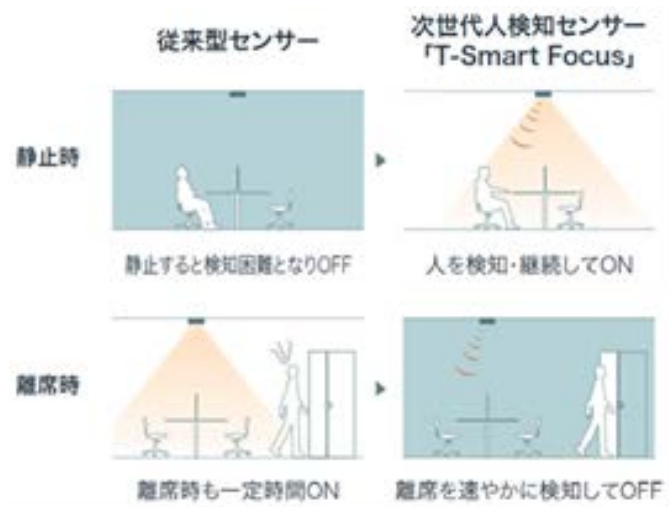 従来型センサー
次世代人検知センサー
「T-Smart Focus」
静止時
静止すると検知困難となりOFF
人を検知・継続してON
離席時
離席時も一定時間ON
離席を速やかに検知してOFF